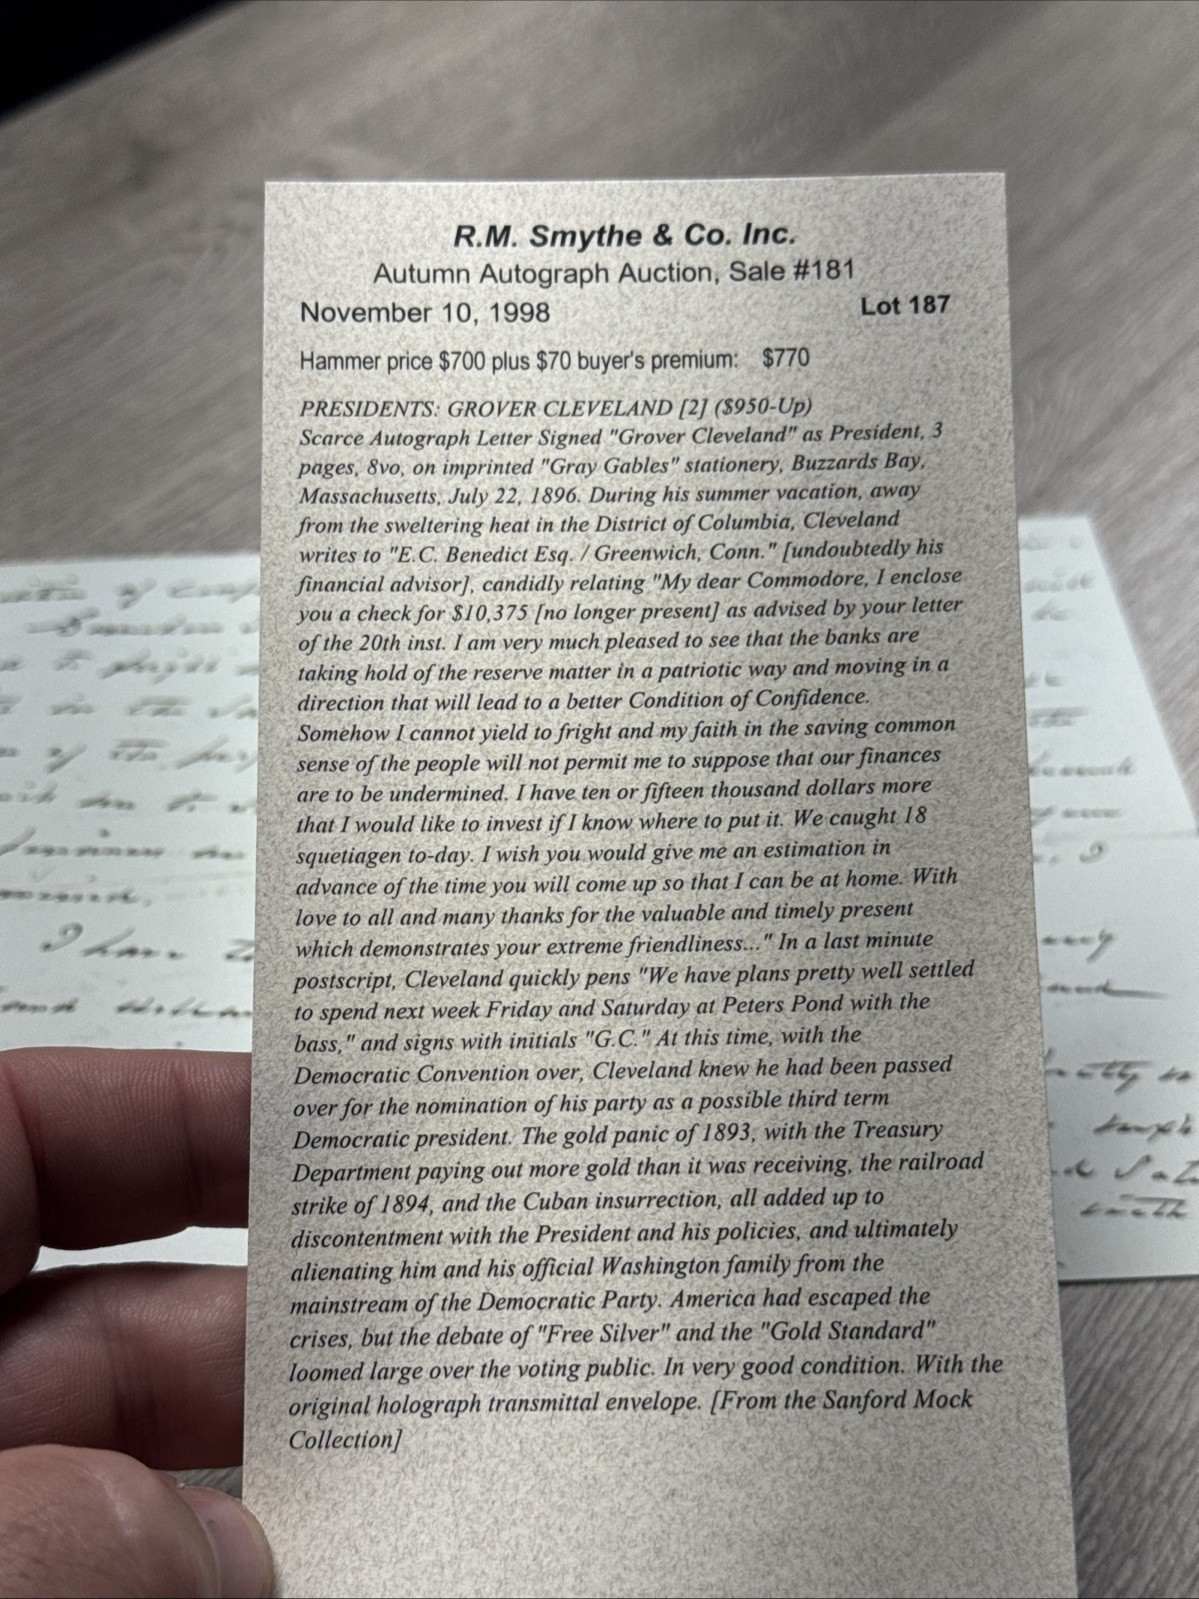 R.M. Smythe & Co. Inc.
Autumn Autograph Auction, Sale #181
November 10, 1998 Lot 187
Hammer price $700 plus $70 buyer's premium: $770
PRESIDENTS: GROVER CLEVELAND [2] ($950-Up)
Scarce Autograph Letter Signed "Grover Cleveland" as President, 3
pages, 8vo, on imprinted "Gray Gables" stationery, Buzzards Bay,
Massachusetts, July 22, 1896. During his summer vacation, away
from the sweltering heat in the District of Columbia, Cleveland
writes to "E.C. Benedict Esq. / Greenwich, Conn." [undoubtedly his
financial advisor], candidly relating "My dear Commodore, I enclose
you a check for $10,375 [no longer present] as advised by your letter
of the 20th inst. I am very much pleased to see that the banks are
taking hold of the reserve matter in a patriotic way and moving in a
direction that will lead to a better Condition of Confidence.
Somehow I cannot yield to fright and my faith in the saving common
sense of the people will not permit me to suppose that our finances
are to be undermined. I have ten or fifteen thousand dollars more
that I would like to invest if I know where to put it. We caught 18
squetiagen to-day. I wish you would give me an estimation in
advance of the time you will come up so that I can be at home. With
love to all and many thanks for the valuable and timely present
which demonstrates your extreme friendliness..." In a last minute
postscript, Cleveland quickly pens "We have plans pretty well settled
to spend next week Friday and Saturday at Peters Pond with the
bass," and signs with initials "G.C." At this time, with the
Democratic Convention over, Cleveland knew he had been passed
over for the nomination of his party as a possible third term
Democratic president. The gold panic of 1893, with the Treasury
Department paying out more gold than it was receiving, the railroad
strike of 1894, and the Cuban insurrection, all added up to
discontentment with the President and his policies, and ultimately
alienating him and his official Washington family from the
mainstream of the Democratic Party. America had escaped the
crises, but the debate of "Free Silver" and the "Gold Standard"
loomed large over the voting public. In very good condition. With the
original holograph transmittal envelope. [From the Sanford Mock
Collection]
I have